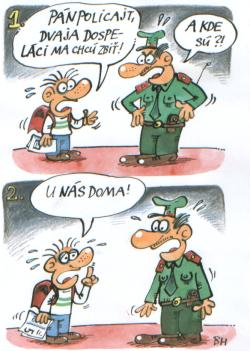 1.
PÁN POLICAJT,
DVAJA DOSPE-
LÁCI MA CHCÚ ZBIŤ!
A KDE
SÚ?!
2.
U NÁS DOMA!
BH